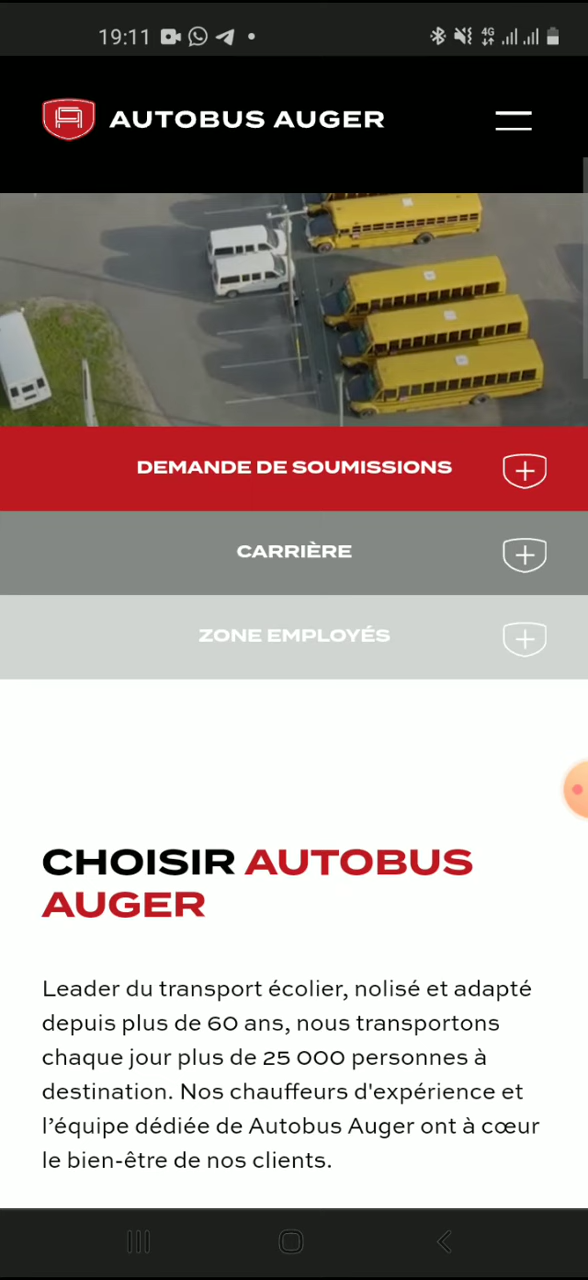 19:11
4G
AUTOBUS AUGER
DEMANDE DE SOUMISSIONS
CARRIÈRE
ZONE EMPLOYÉS
CHOISIR AUTOBUS
AUGER
Leader du transport écolier, nolisé et adapté
depuis plus de 60 ans, nous transportons
chaque jour plus de 25 000 personnes à
destination. Nos chauffeurs d'expérience et
l’équipe dédiée de Autobus Auger ont à cœur
le bien-être de nos clients.